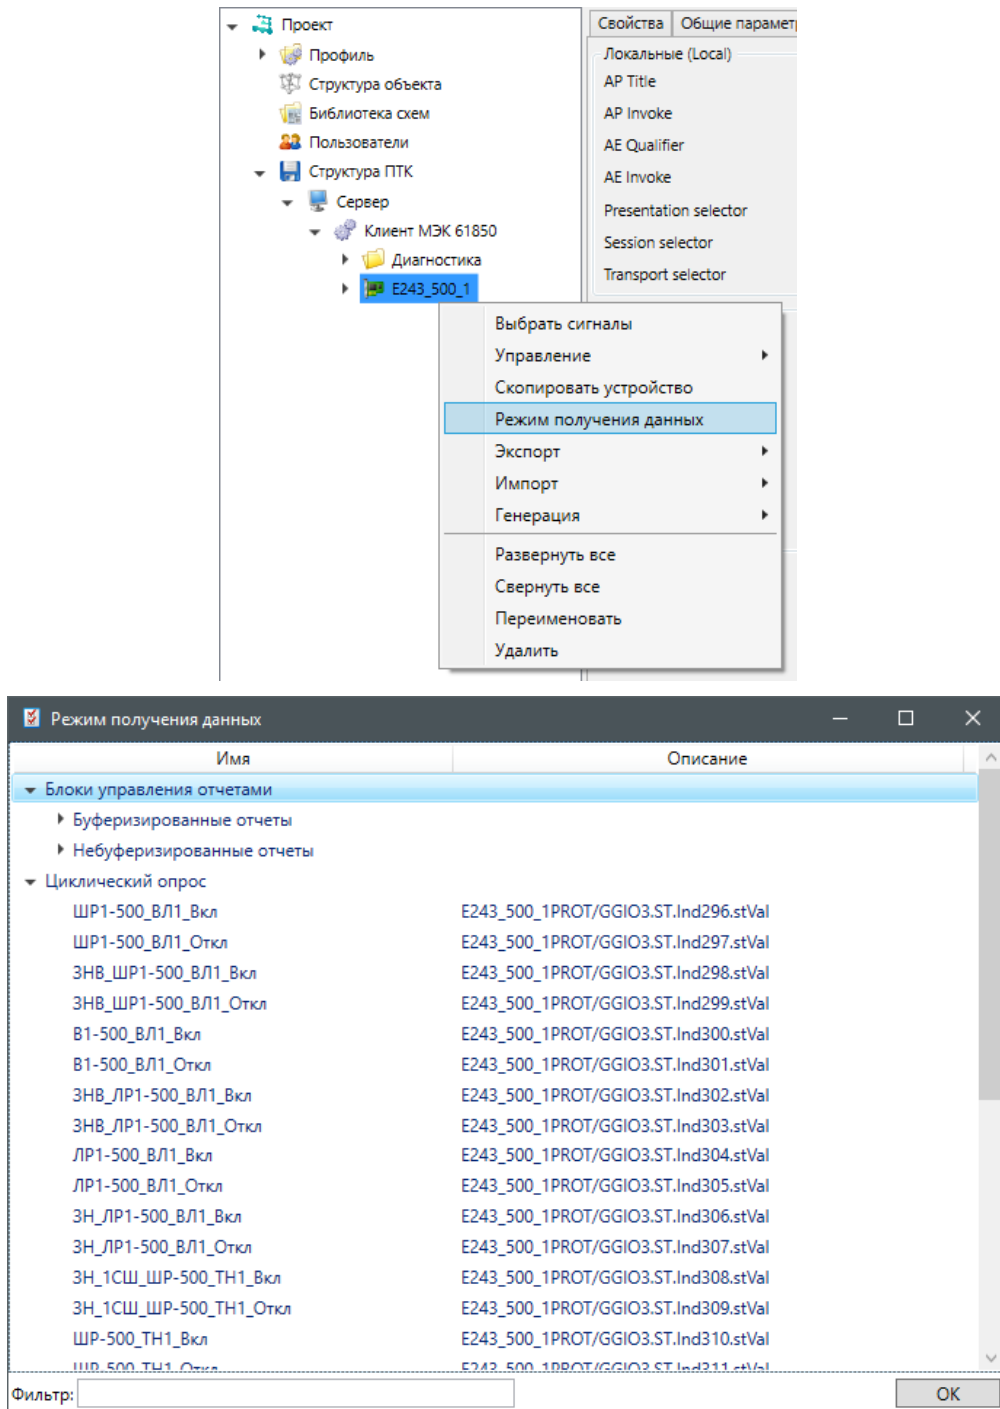 Проект
Профиль
Структура объекта
Библиотека схем
Пользователи
Структура ПТК
Сервер
Клиент МЭК 61850
Диагностика
E243_500_1
Свойства
Общие парамет
Локальные (Local)
AP Title
AP Invoke
AE Qualifier
AE Invoke
Presentation selector
Session selector
Transport selector
Выбрать сигналы
Управление
Скопировать устройство
Режим получения данных
Экспорт
Импорт
Генерация
Развернуть все
Свернуть все
Переименовать
Удалить
Режим получения данных
Имя Описание
Блоки управления отчетами
Буферизированные отчеты
Небуферизированные отчеты
Циклический опрос
ШР1-500_ВЛ1_Вкл E243_500_1PROT/GGIO3.ST.Ind296.stVal
ШР1-500_ВЛ1_Откл E243_500_1PROT/GGIO3.ST.Ind297.stVal
ЗНВ_ШР1-500_ВЛ1_Вкл E243_500_1PROT/GGIO3.ST.Ind298.stVal
ЗНВ_ШР1-500_ВЛ1_Откл E243_500_1PROT/GGIO3.ST.Ind299.stVal
В1-500_ВЛ1_Вкл E243_500_1PROT/GGIO3.ST.Ind300.stVal
В1-500_ВЛ1_Откл E243_500_1PROT/GGIO3.ST.Ind301.stVal
ЗНВ_ЛР1-500_ВЛ1_Вкл E243_500_1PROT/GGIO3.ST.Ind302.stVal
ЗНВ_ЛР1-500_ВЛ1_Откл E243_500_1PROT/GGIO3.ST.Ind303.stVal
ЛР1-500_ВЛ1_Вкл E243_500_1PROT/GGIO3.ST.Ind304.stVal
ЛР1-500_ВЛ1_Откл E243_500_1PROT/GGIO3.ST.Ind305.stVal
ЗН_ЛР1-500_ВЛ1_Вкл E243_500_1PROT/GGIO3.ST.Ind306.stVal
ЗН_ЛР1-500_ВЛ1_Откл E243_500_1PROT/GGIO3.ST.Ind307.stVal
ЗН_1СШ_ШР-500_ТН1_Вкл E243_500_1PROT/GGIO3.ST.Ind308.stVal
ЗН_1СШ_ШР-500_ТН1_Откл E243_500_1PROT/GGIO3.ST.Ind309.stVal
ШР-500_ТН1_Вкл E243_500_1PROT/GGIO3.ST.Ind310.stVal
ШР-500_ТН1_Откл E243_500_1PROT/GGIO3.ST.Ind311.stVal
Фильтр:
OK